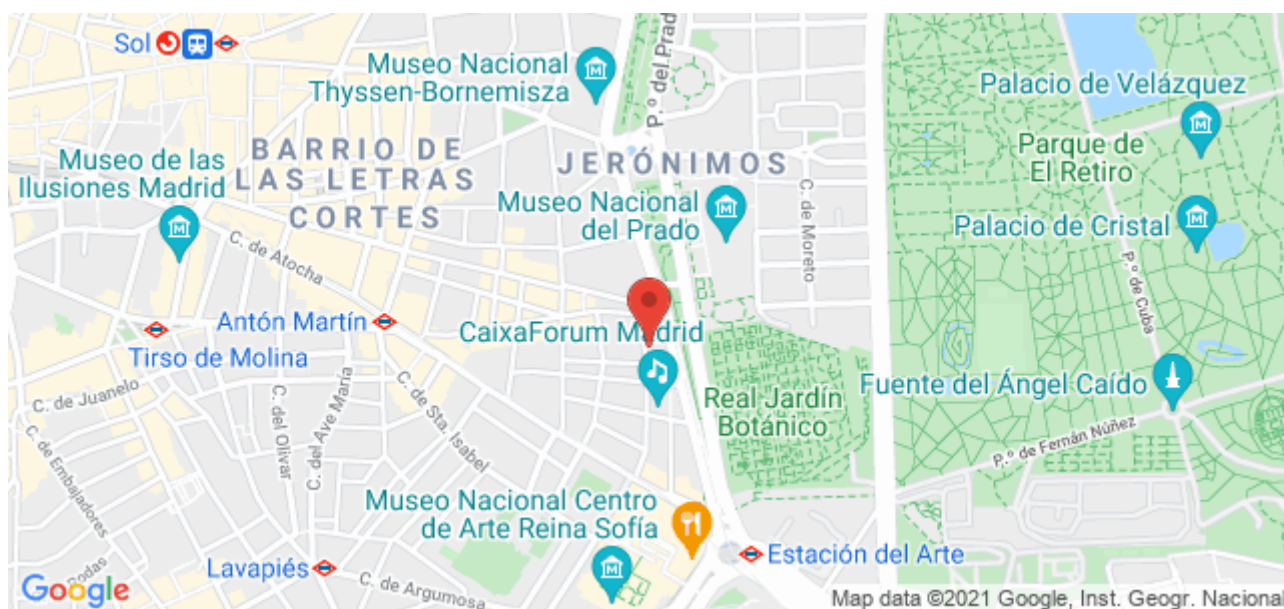 Sol
Museo Nacional
Thyssen-Bornemisza
P.º del Prado
Palacio de Velázquez
Museo de las
Ilusiones Madrid
BARRIO DE
LAS LETRAS
CORTES
JERÓNIMOS
Parque de
El Retiro
Museo Nacional
del Prado
C. de Moreto
Palacio de Cristal
C. de Atocha
P.º de Cuba
Antón Martín
CaixaForum Madrid
Tirso de Molina
Fuente del Ángel Caído
C. de Juanelo
C. del Olivar
C. del Ave María
C. de Sta. Isabel
Real Jardín
Botánico
P.º de Fernán Núñez
C. de Embajadores
Museo Nacional Centro
de Arte Reina Sofía
Estación del Arte
Lavapiés
C. de Argumosa
Google
Map data ©2021 Google, Inst. Geogr. Naciona